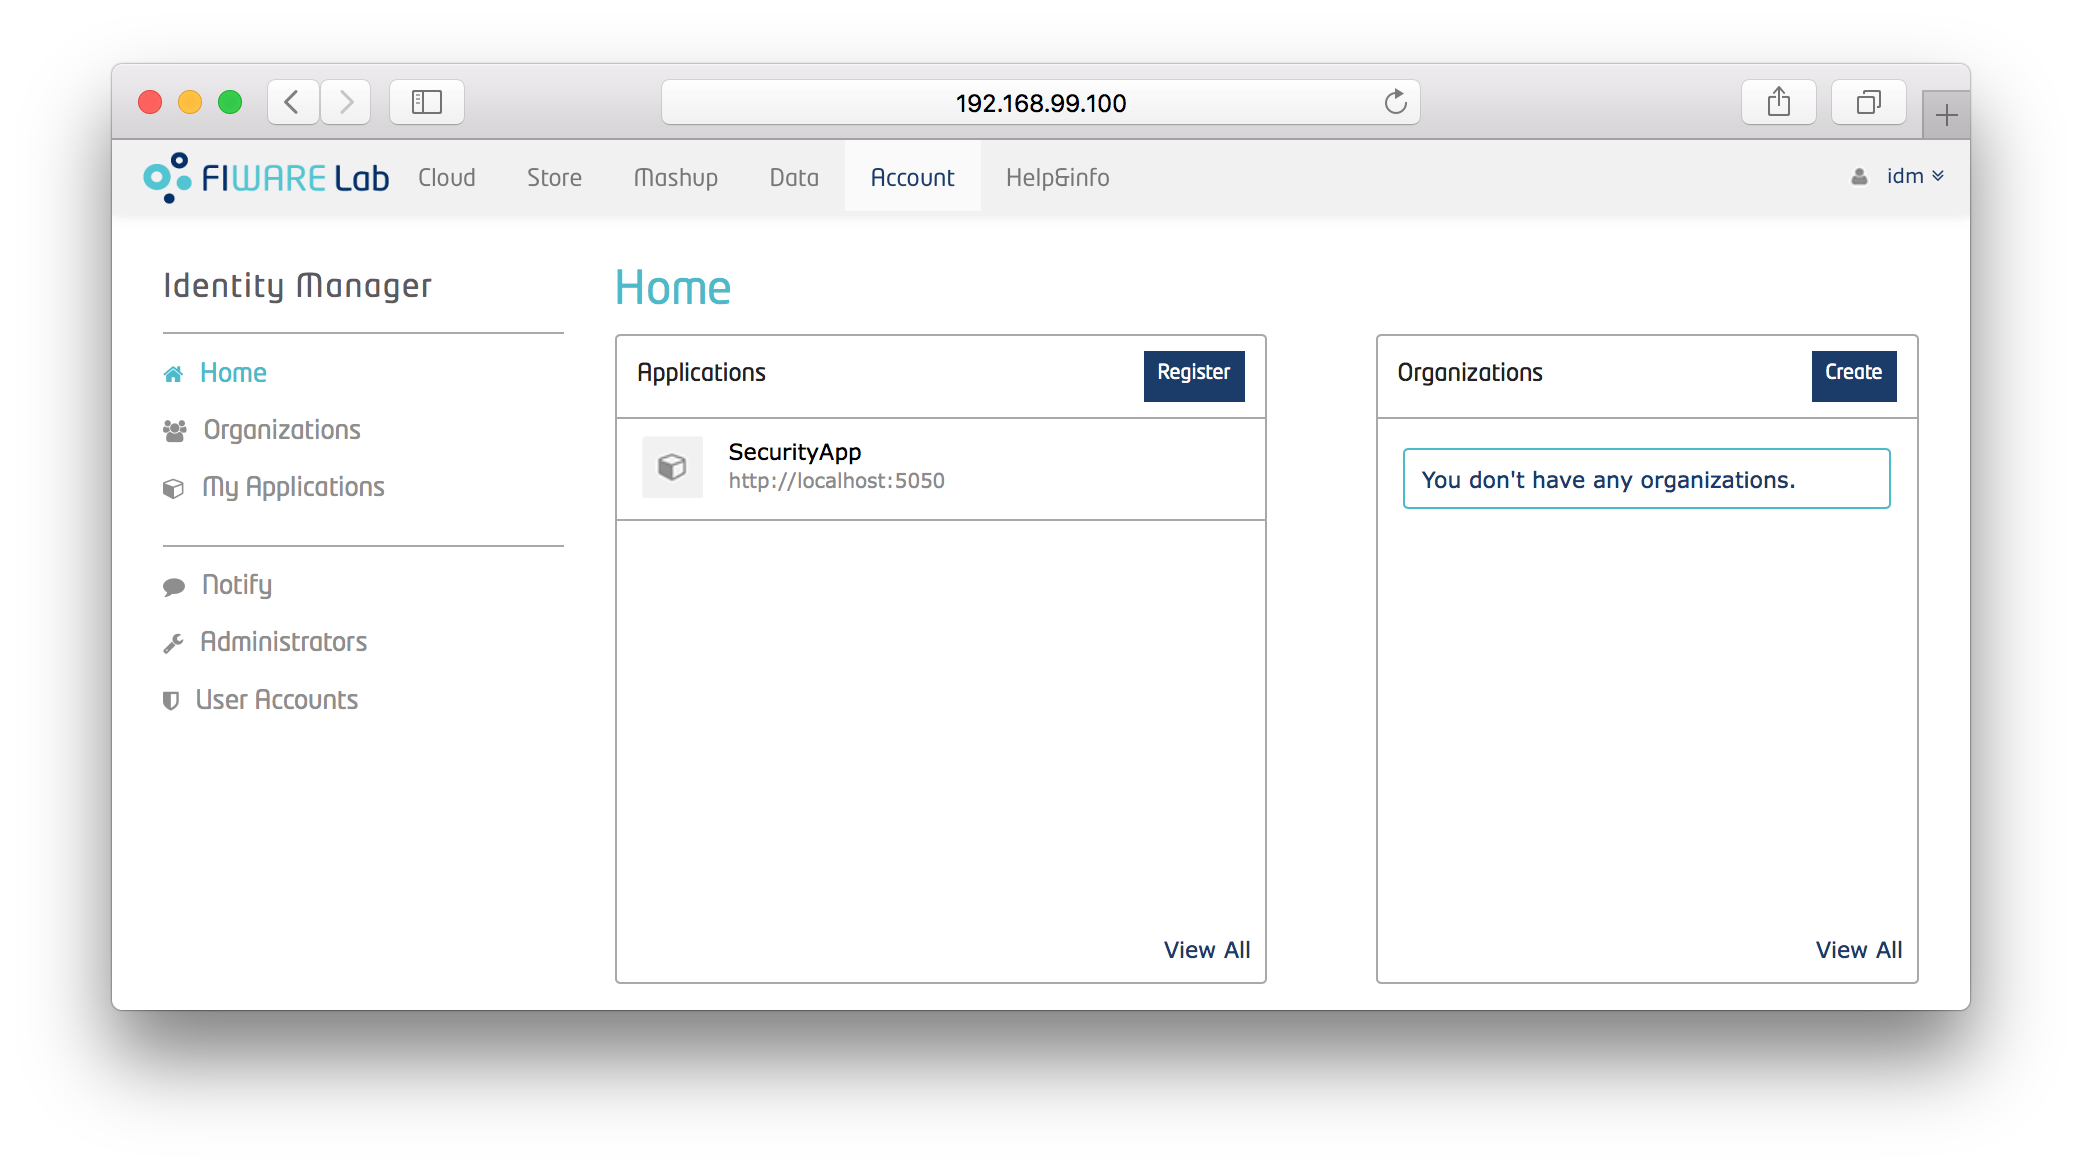 192.168.99.100
FIWARE Lab Cloud Store Mashup Data Account Help&info idm
Identity Manager
Home
Organizations
My Applications
Notify
Administrators
User Accounts
Home
Applications Register
SecurityApp
http://localhost:5050
View All
Organizations Create
You don't have any organizations.
View All